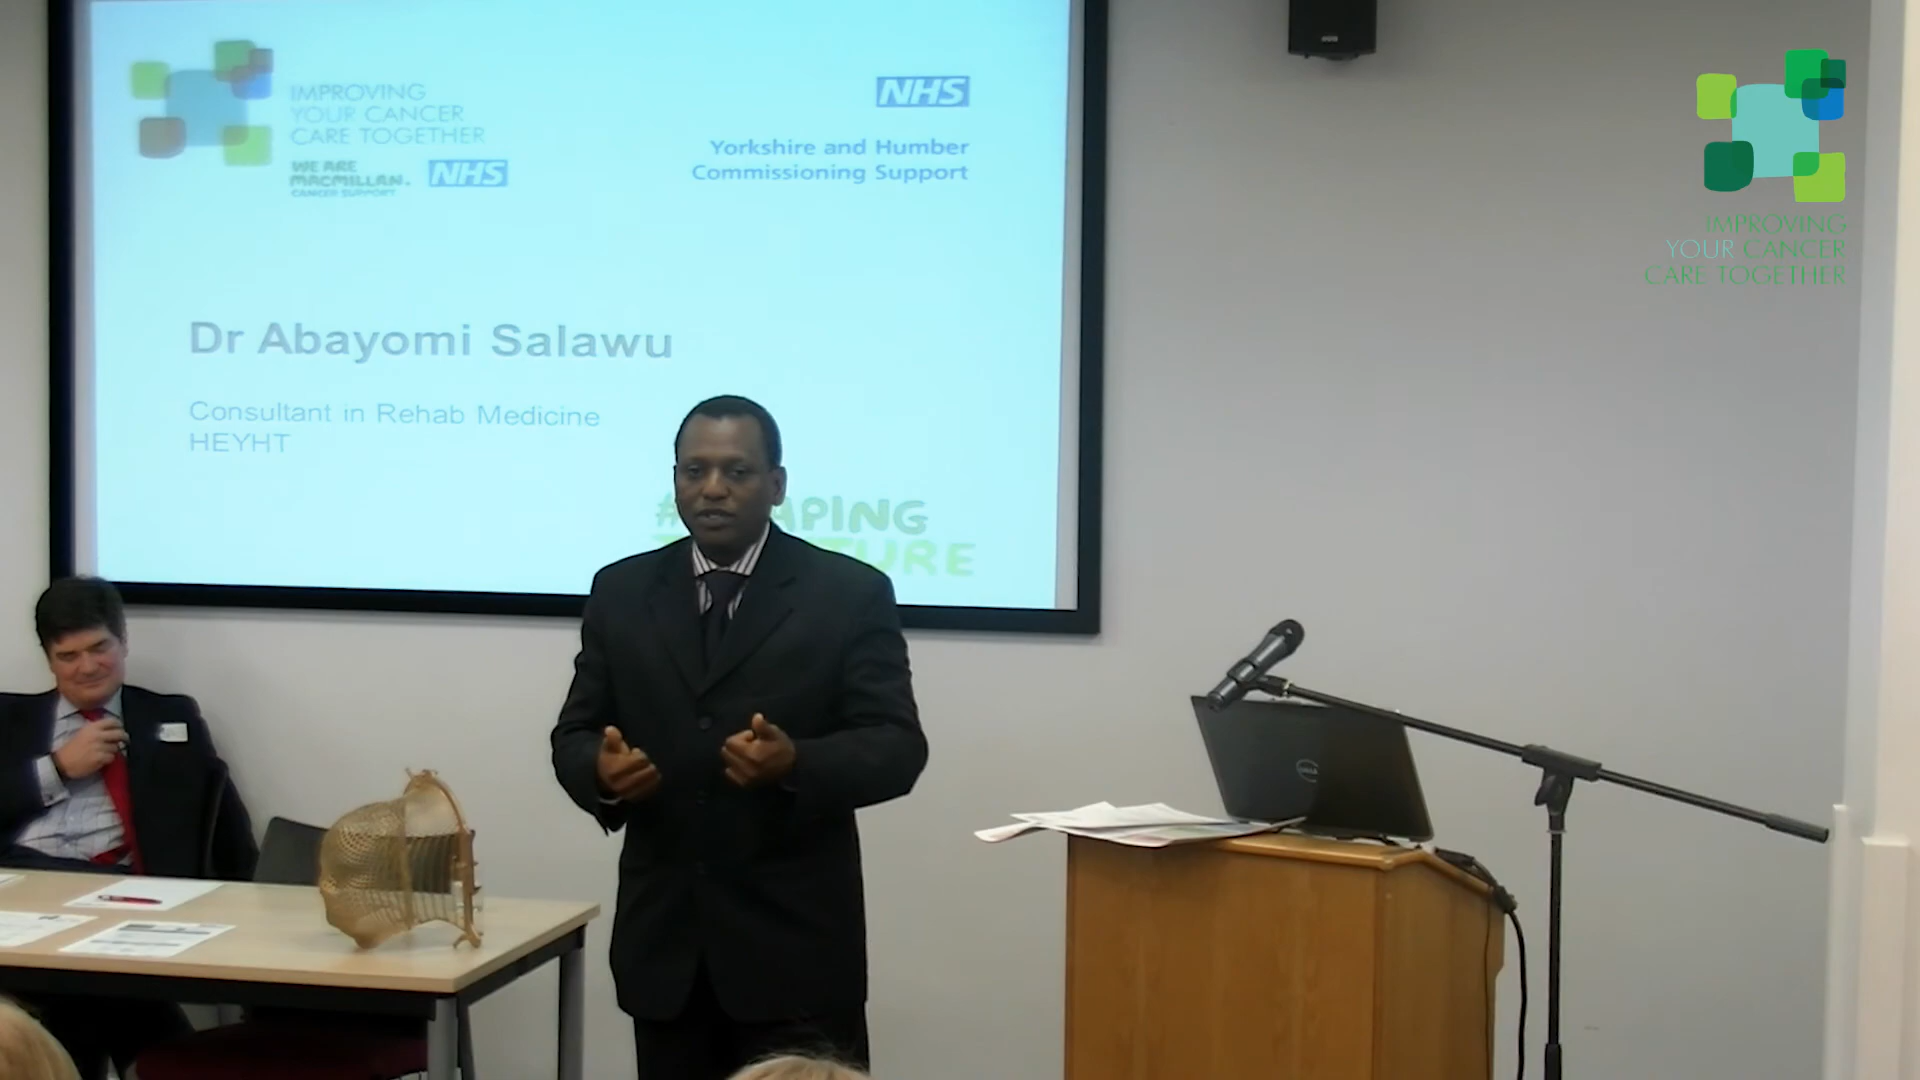 IMPROVING
YOUR CANCER
CARE TOGETHER
WE ARE
MACMILLAN.
CANCER SUPPORT
NHS
NHS
Yorkshire and Humber
Commissioning Support
Dr Abayomi Salawu
Consultant in Rehab Medicine
HEYHT
IMPROVING
YOUR CANCER
CARE TOGETHER
DELL